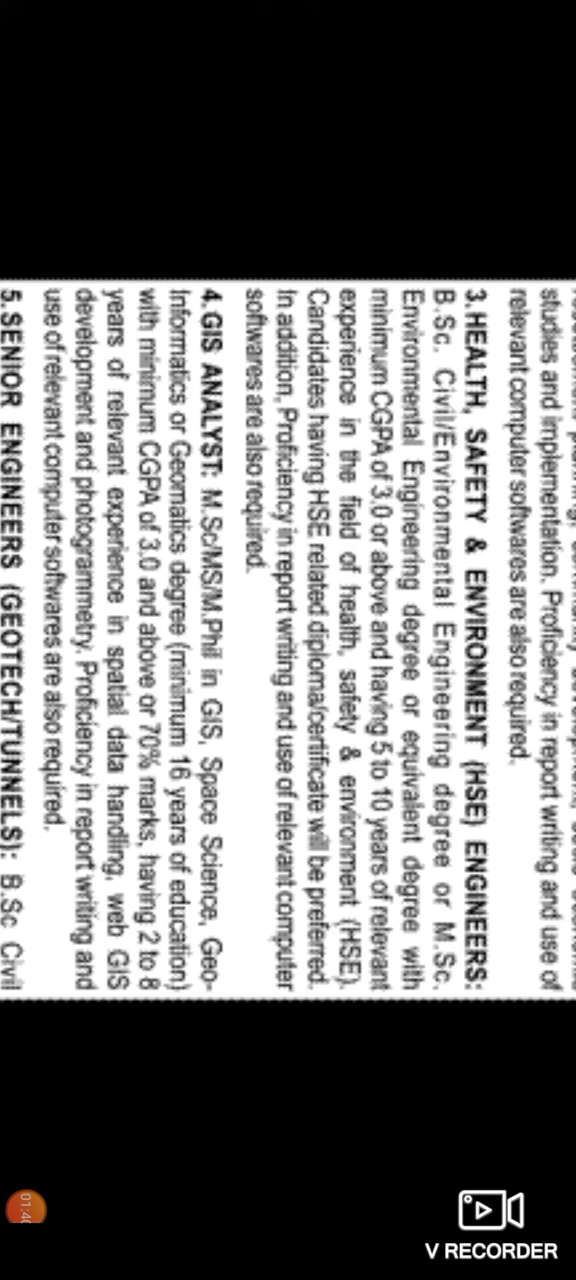 studies and implementation. Proficiency in report writing and use of
relevant computer softwares are also required.
3. HEALTH, SAFETY & ENVIRONMENT (HSE) ENGINEERS:
B.Sc. Civil/Environmental Engineering degree or M.Sc.
Environmental Engineering degree or equivalent degree with
minimum CGPA of 3.0 or above and having 5 to 10 years of relevant
experience in the field of health, safety & environment (HSE).
Candidates having HSE related diploma/certificate will be preferred.
In addition, Proficiency in report writing and use of relevant computer
softwares are also required.
4. GIS ANALYST: M.Sc/MS/M.Phil in GIS, Space Science, Geo-
Informatics or Geomatics degree (minimum 16 years of education)
with minimum CGPA of 3.0 and above or 70% marks, having 2 to 8
years of relevant experience in spatial data handling, web GIS
development and photogrammetry. Proficiency in report writing and
use of relevant computer softwares are also required.
5. SENIOR ENGINEERS (GEOTECH/TUNNELS): B.Sc Civil
V RECORDER